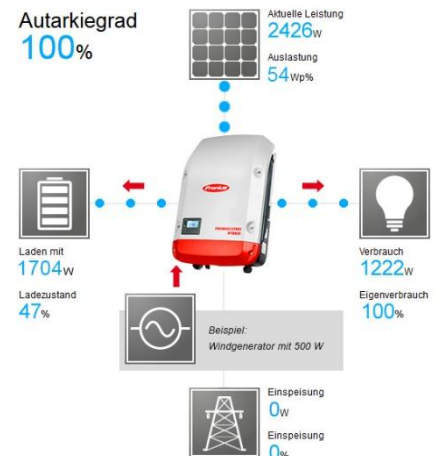 Autarkiegrad
100%
Aktuelle Leistung
2426W
Auslastung
54Wp%
Fronius
Laden mit
1704W
Ladezustand
47%
Verbrauch
1222W
Eigenverbrauch
100%
Beispiel:
Windgenerator mit 500 W
Einspeisung
0W
Einspeisung
0%